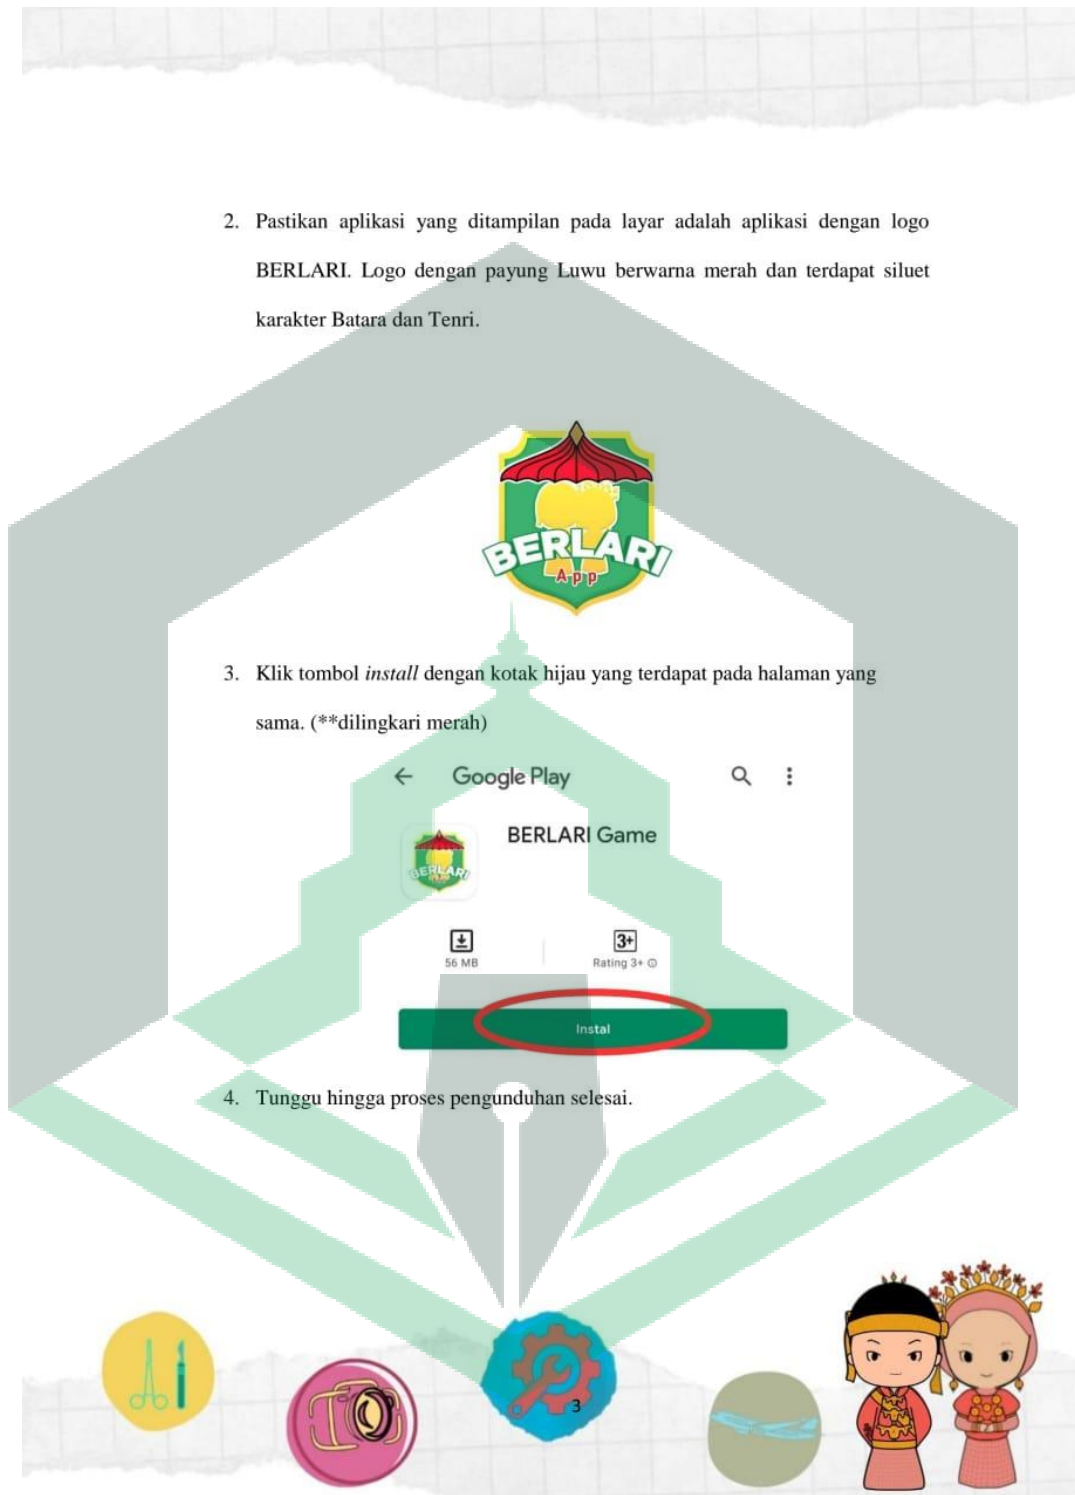 2. Pastikan aplikasi yang ditampilan pada layar adalah aplikasi dengan logo
BERLARI. Logo dengan payung Luwu berwarna merah dan terdapat siluet
karakter Batara dan Tenri.
BERLARI
App
3. Klik tombol install dengan kotak hijau yang terdapat pada halaman yang
sama. (**dilingkari merah)
Google Play
BERLARI Game
BERLARI
3+
56 MB
Rating 3+
Instal
4. Tunggu hingga proses pengunduhan selesai.
3